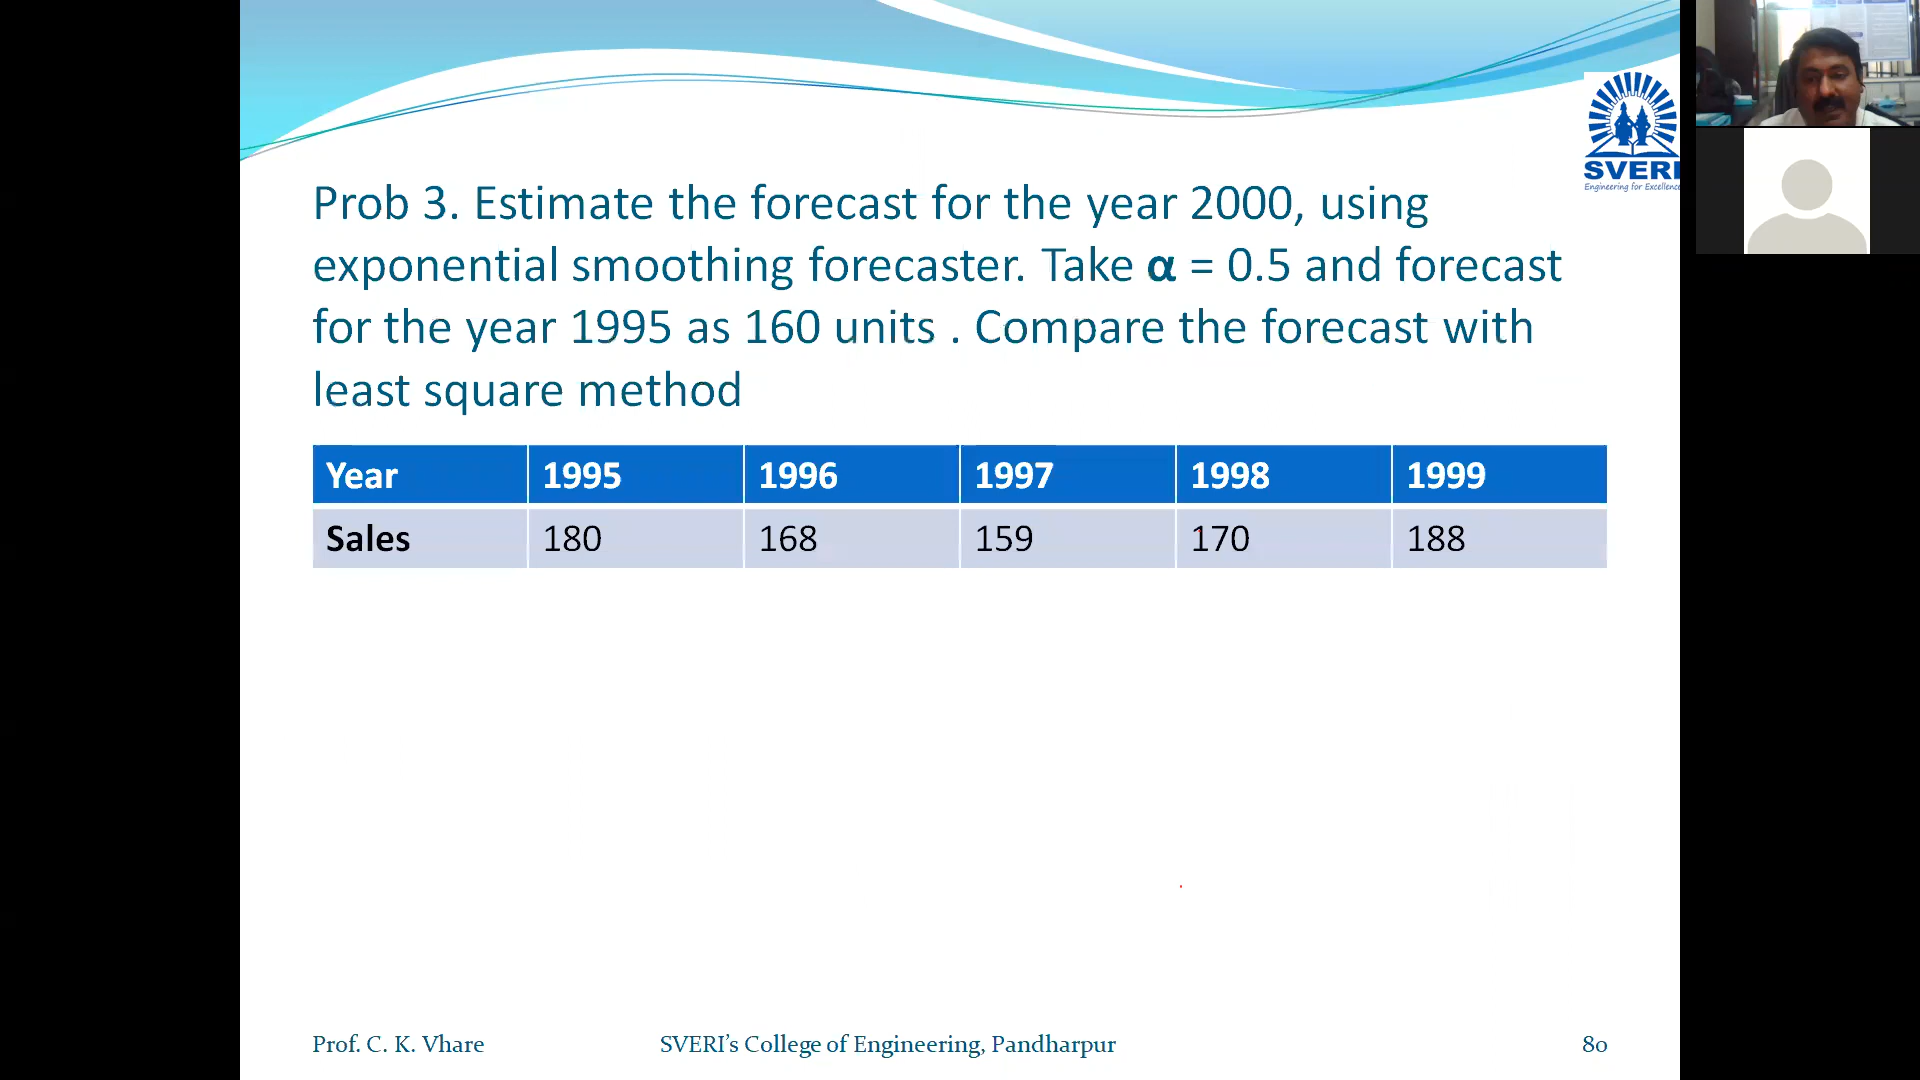 SVERI
Engineering for Excellence
Prob 3. Estimate the forecast for the year 2000, using
exponential smoothing forecaster. Take α = 0.5 and forecast
for the year 1995 as 160 units . Compare the forecast with
least square method
Year 1995 1996 1997 1998 1999
Sales 180 168 159 170 188
Prof. C. K. Vhare SVERI’s College of Engineering, Pandharpur 80